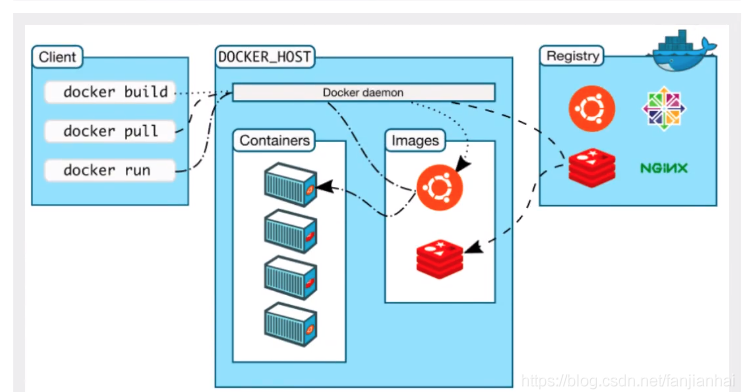 Client
DOCKER_HOST
Registry
docker build
Docker daemon
docker pull
Containers
Images
docker run
NGINX
https://blog.csdn.net/fanjianhai